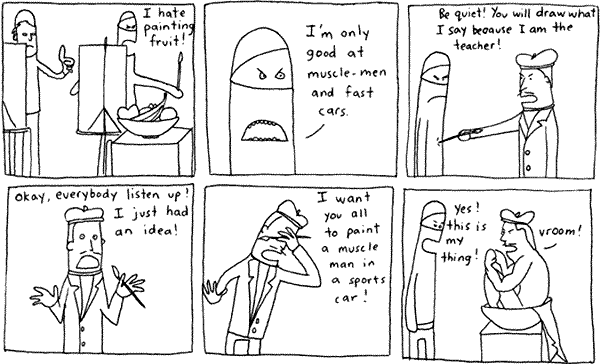 I hate
painting
fruit!
I'm only
good at
muscle-men
and fast
cars.
Be quiet! You will draw what
I say because I am the
teacher!
Okay, everybody listen up!
I just had
an idea!
I want
you all
to paint
a muscle
man in
a sports
car!
Yes!
this is
my
thing!
vroom!